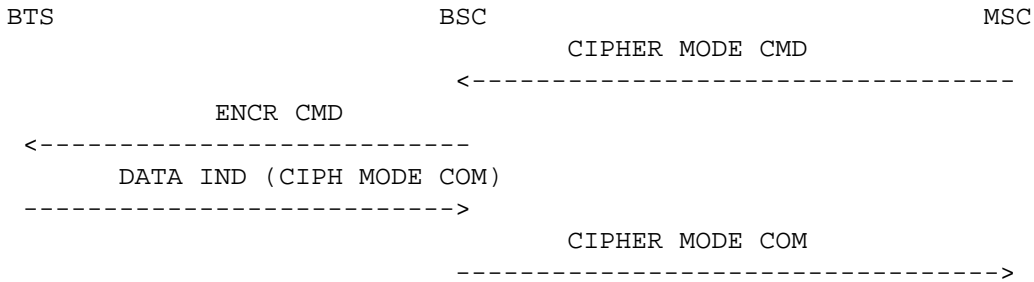 BTS BSC MSC
CIPHER MODE CMD
<----------------------------------
ENCR CMD
<---------------------------
DATA IND (CIPH MODE COM)
--------------------------->
CIPHER MODE COM
---------------------------------->